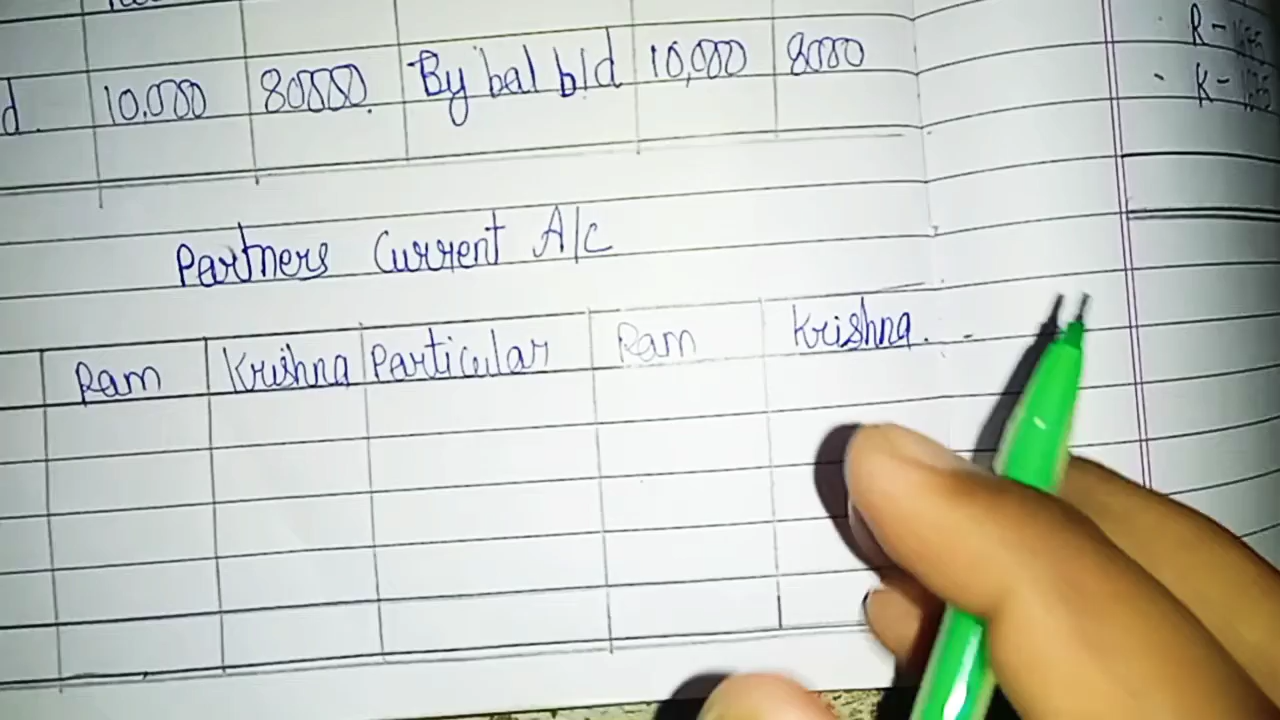 d. 10.000 80000. By bal b/d 10,000 8000
R-
K-
Partners Current A/c
Ram Krishna Particular Ram Krishna.